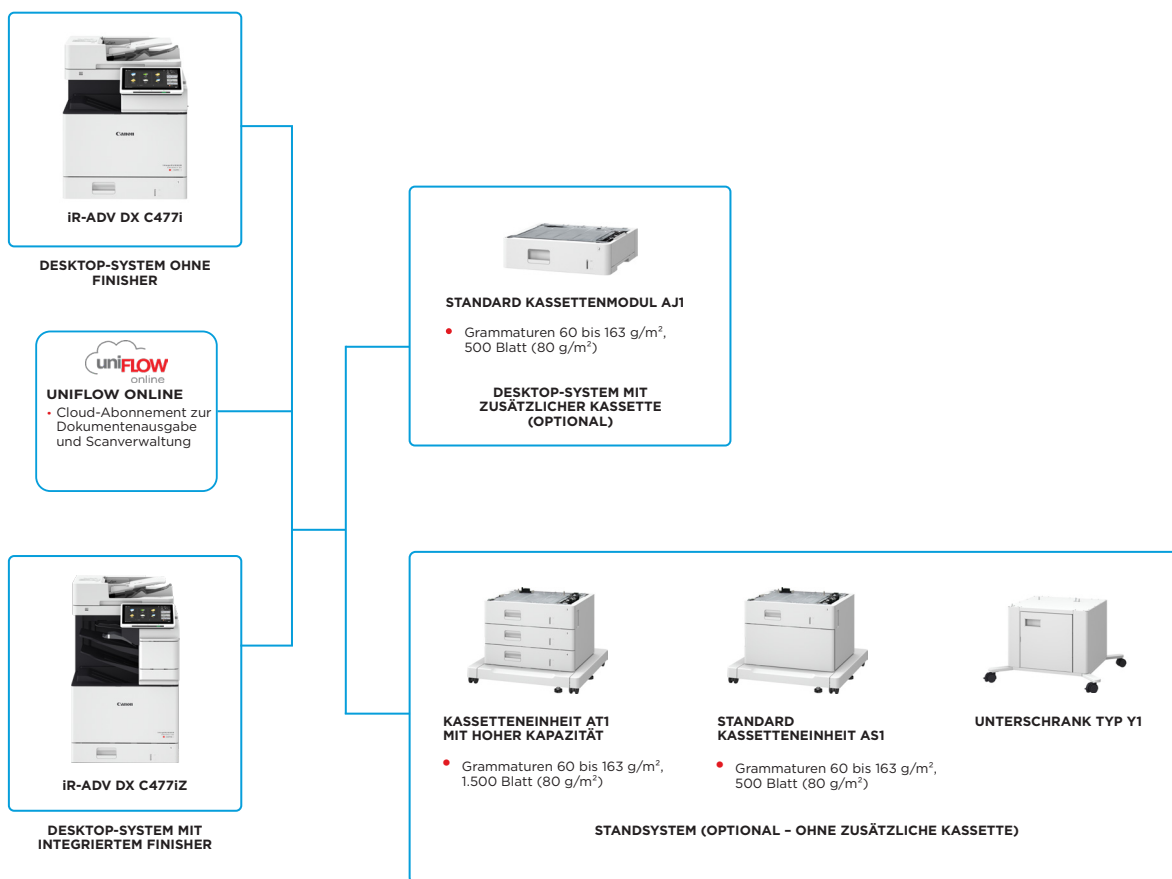 Canon
iR-ADV DX C477i
DESKTOP-SYSTEM OHNE
FINISHER
uniFLOW
online
UNIFLOW ONLINE
• Cloud-Abonnement zur
Dokumentenausgabe
und Scanverwaltung
Canon
iR-ADV DX C477iZ
DESKTOP-SYSTEM MIT
INTEGRIERTEM FINISHER
STANDARD KASSETTENMODUL AJ1
• Grammaturen 60 bis 163 g/m²,
500 Blatt (80 g/m²)
DESKTOP-SYSTEM MIT
ZUSÄTZLICHER KASSETTE
(OPTIONAL)
KASSETTENEINHEIT AT1
MIT HOHER KAPAZITÄT
• Grammaturen 60 bis 163 g/m²,
1.500 Blatt (80 g/m²)
STANDARD
KASSETTENEINHEIT AS1
• Grammaturen 60 bis 163 g/m²,
500 Blatt (80 g/m²)
UNTERSCHRANK TYP Y1
STANDSYSTEM (OPTIONAL – OHNE ZUSÄTZLICHE KASSETTE)